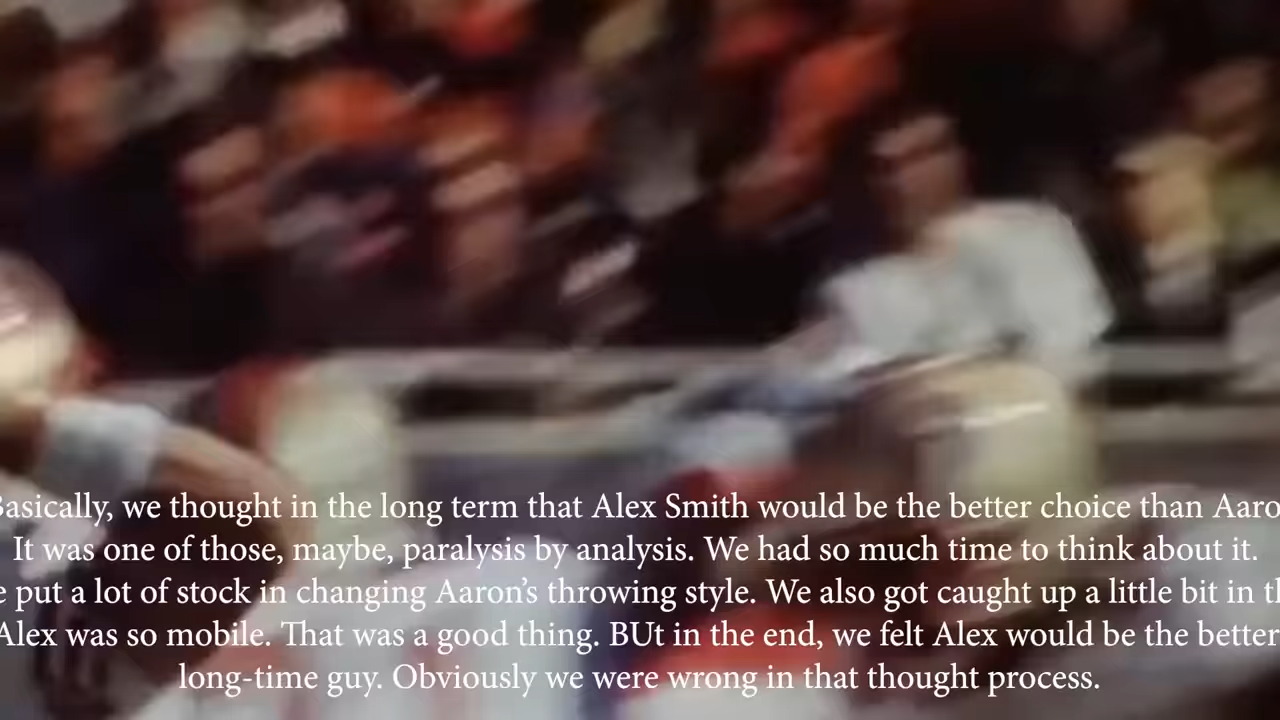 Basically, we thought in the long term that Alex Smith would be the better choice than Aaro
It was one of those, maybe, paralysis by analysis. We had so much time to think about it.
e put a lot of stock in changing Aaron’s throwing style. We also got caught up a little bit in th
Alex was so mobile. That was a good thing. BUt in the end, we felt Alex would be the better
long-time guy. Obviously we were wrong in that thought process.